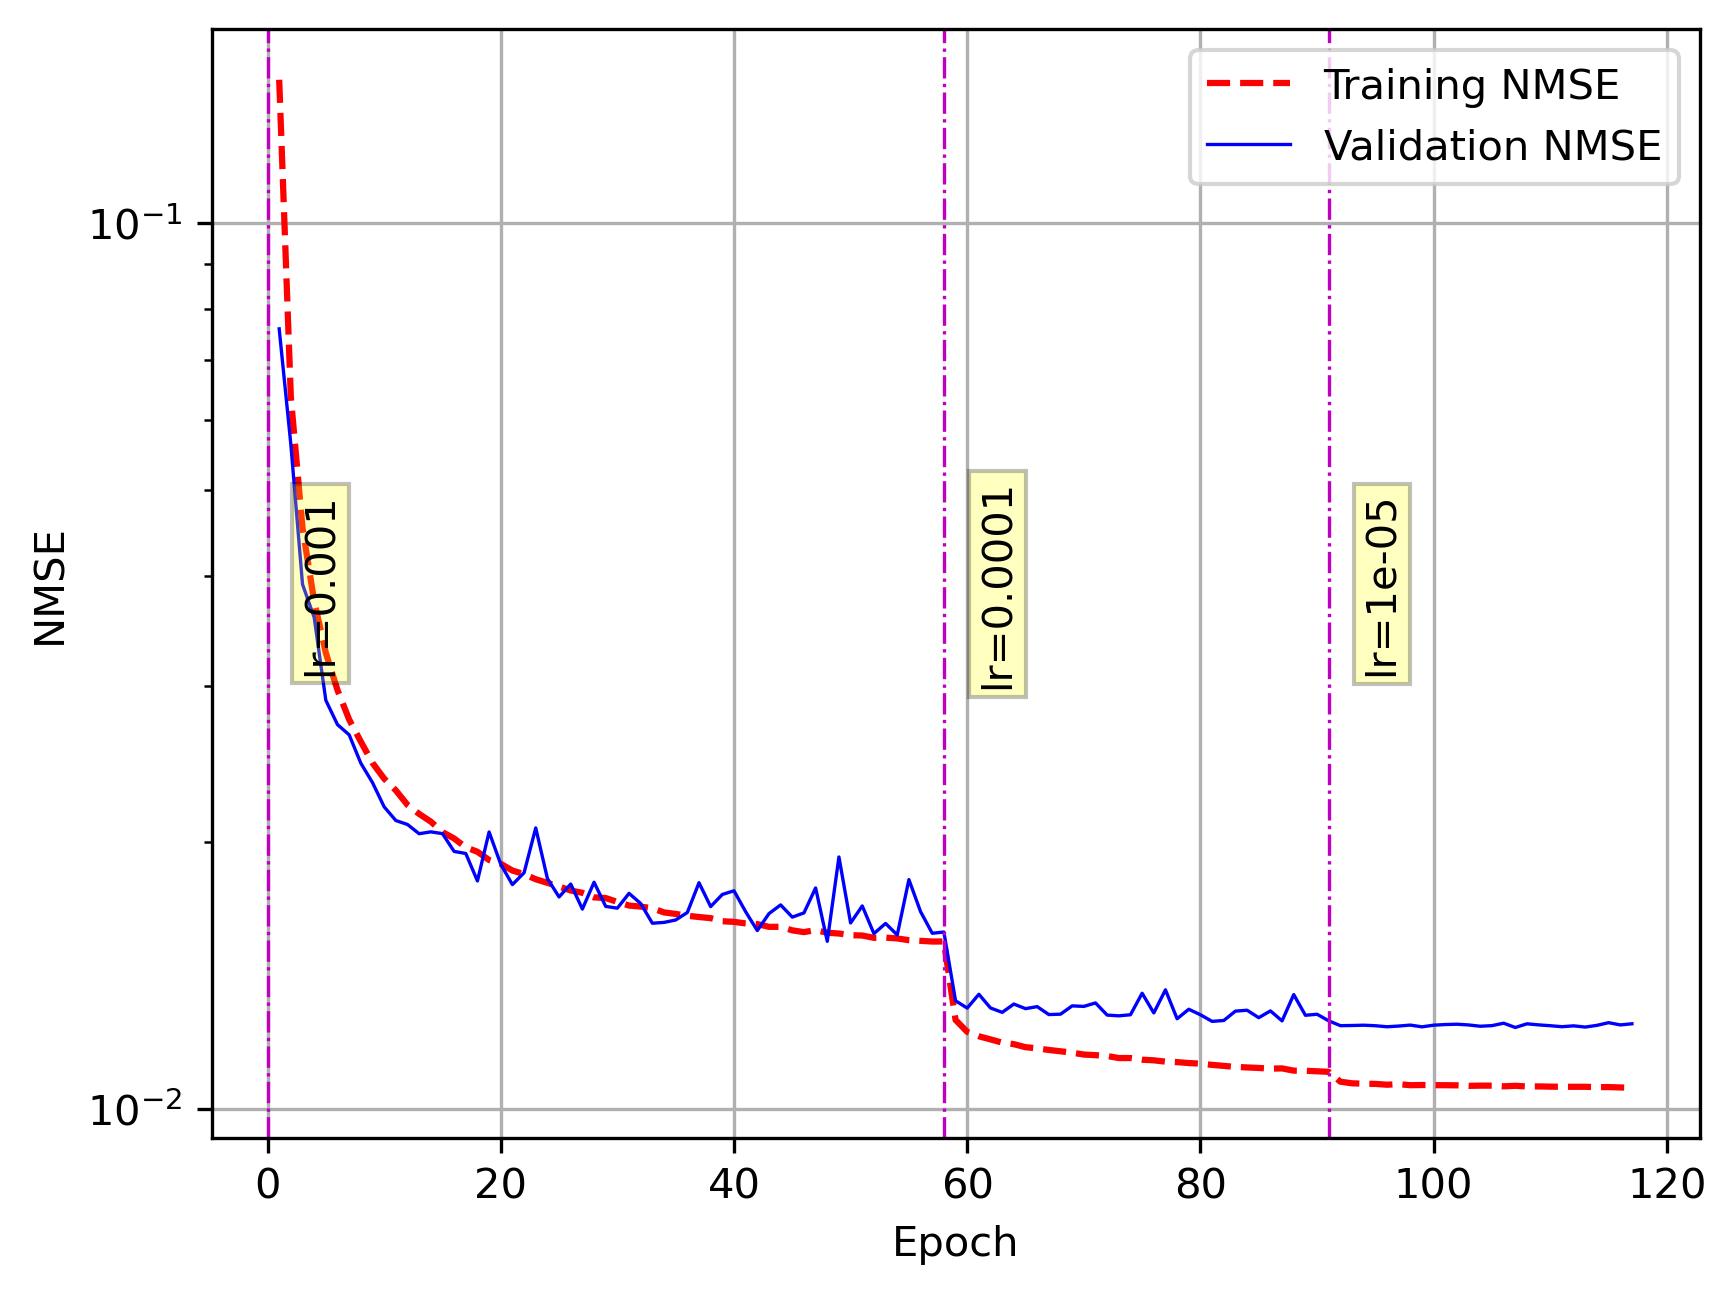 Training NMSE
Validation NMSE
10⁻¹
10⁻²
NMSE
lr=0.001
lr=0.0001
lr=1e-05
0 20 40 60 80 100 120
Epoch